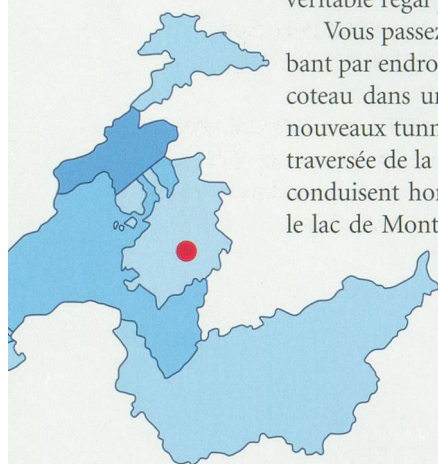 véritable régal
Vous passez
bant par endro
coteau dans un
nouveaux tunn
traversée de la
conduisent hor
le lac de Mont